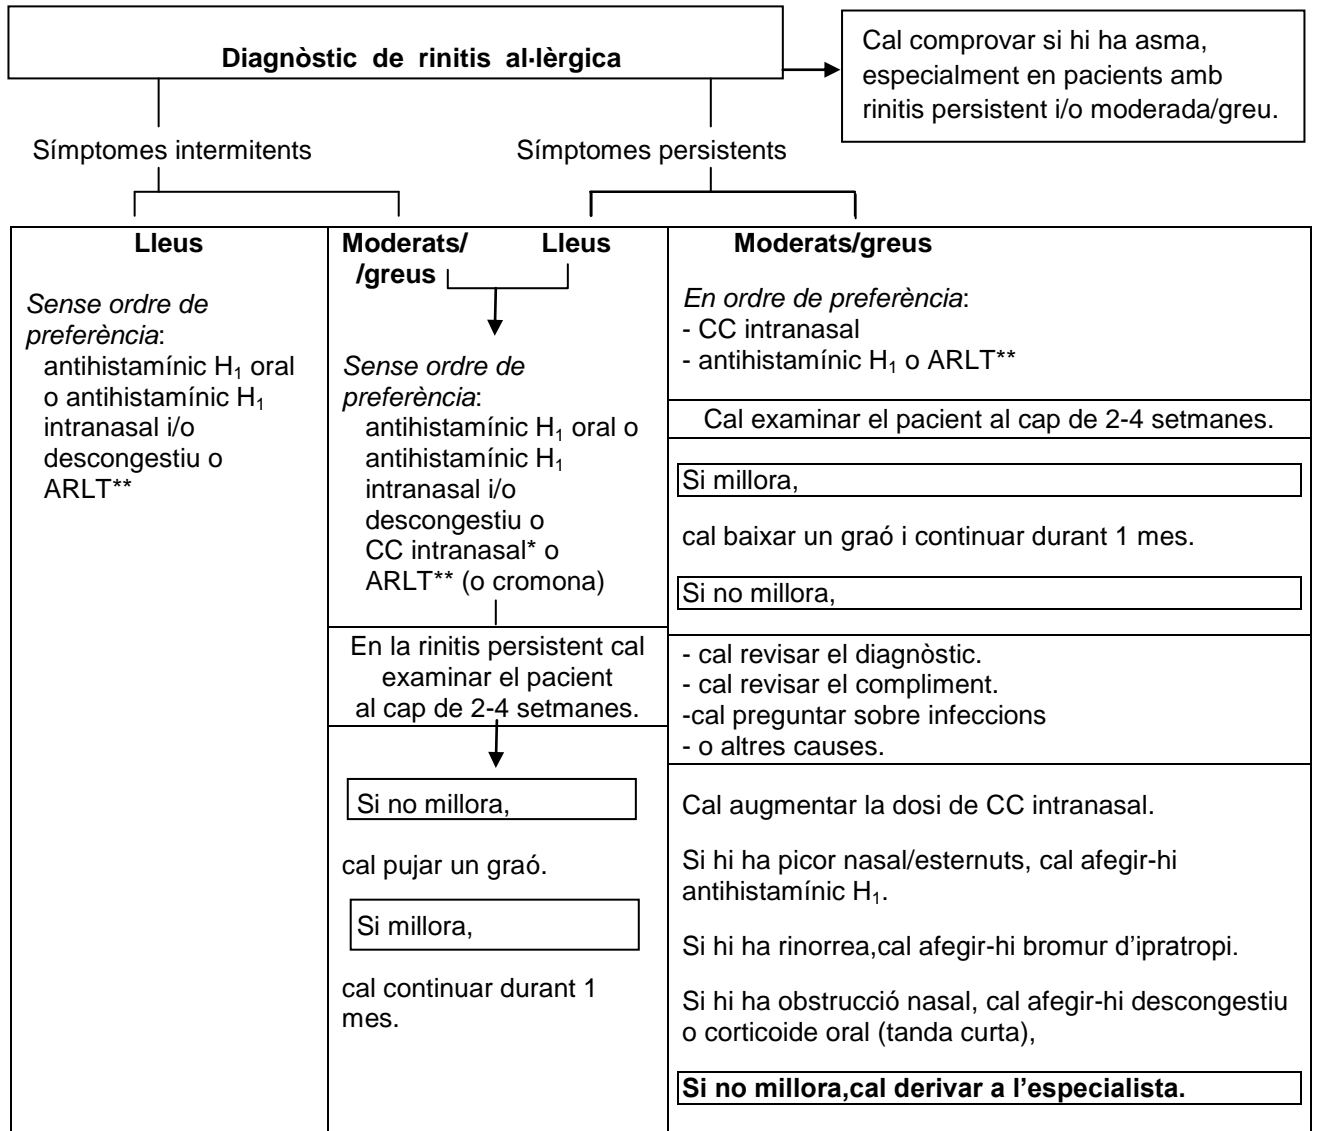 Diagnòstic de rinitis al·lèrgica
Cal comprovar si hi ha asma,
especialment en pacients amb
rinitis persistent i/o moderada/greu.
Símptomes intermitents
Símptomes persistents
Lleus
Sense ordre de
preferència:
antihistamínic H₁ oral
o antihistamínic H₁
intranasal i/o
descongestiu o
ARLT**
Moderats/
/greus
Lleus
Sense ordre de
preferència:
antihistamínic H₁ oral o
antihistamínic H₁
intranasal i/o
descongestiu o
CC intranasal* o
ARLT** (o cromona)
En la rinitis persistent cal
examinar el pacient
al cap de 2-4 setmanes.
Si no millora,
cal pujar un graó.
Si millora,
cal continuar durant 1
mes.
Moderats/greus
En ordre de preferència:
- CC intranasal
- antihistamínic H₁ o ARLT**
Cal examinar el pacient al cap de 2-4 setmanes.
Si millora,
cal baixar un graó i continuar durant 1 mes.
Si no millora,
- cal revisar el diagnòstic.
- cal revisar el compliment.
-cal preguntar sobre infeccions
- o altres causes.
Cal augmentar la dosi de CC intranasal.
Si hi ha picor nasal/esternuts, cal afegir-hi
antihistamínic H₁.
Si hi ha rinorrea,cal afegir-hi bromur d'ipratropi.
Si hi ha obstrucció nasal, cal afegir-hi descongestiu
o corticoide oral (tanda curta),
Si no millora,cal derivar a l'especialista.